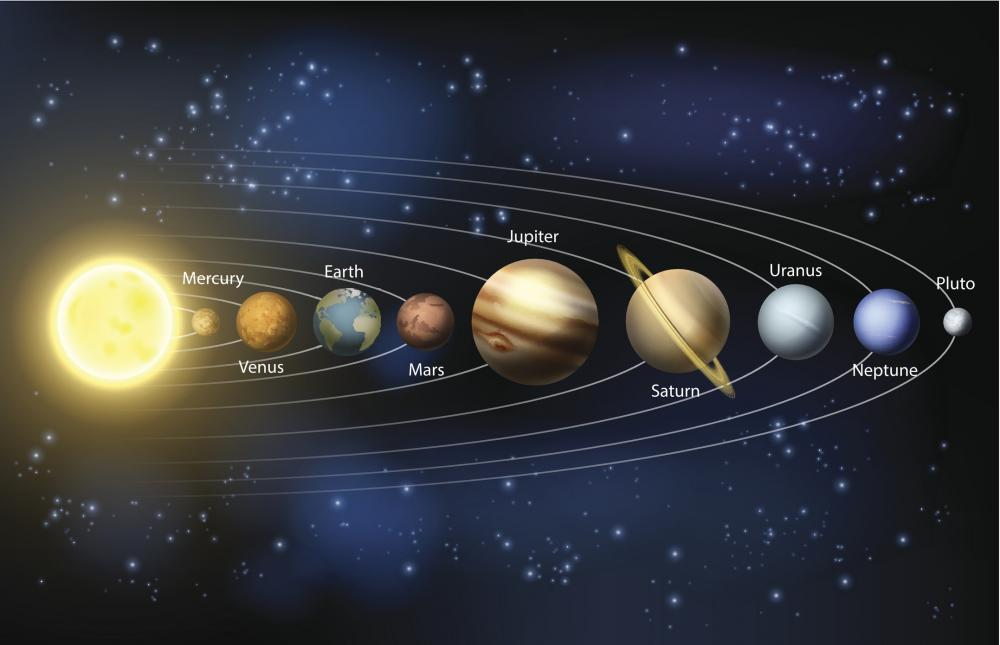 Mercury
Venus
Earth
Mars
Jupiter
Saturn
Uranus
Neptune
Pluto